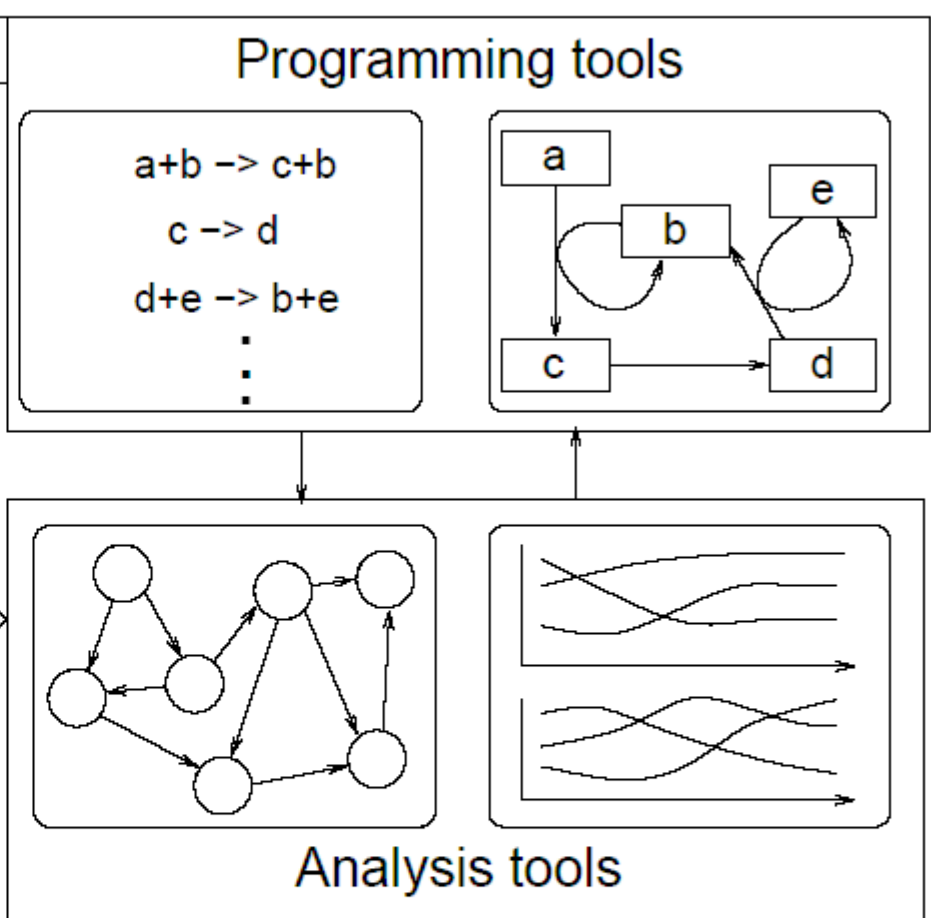 Programming tools
a+b −> c+b
c −> d
d+e −> b+e
a
e
b
c
d
Analysis tools